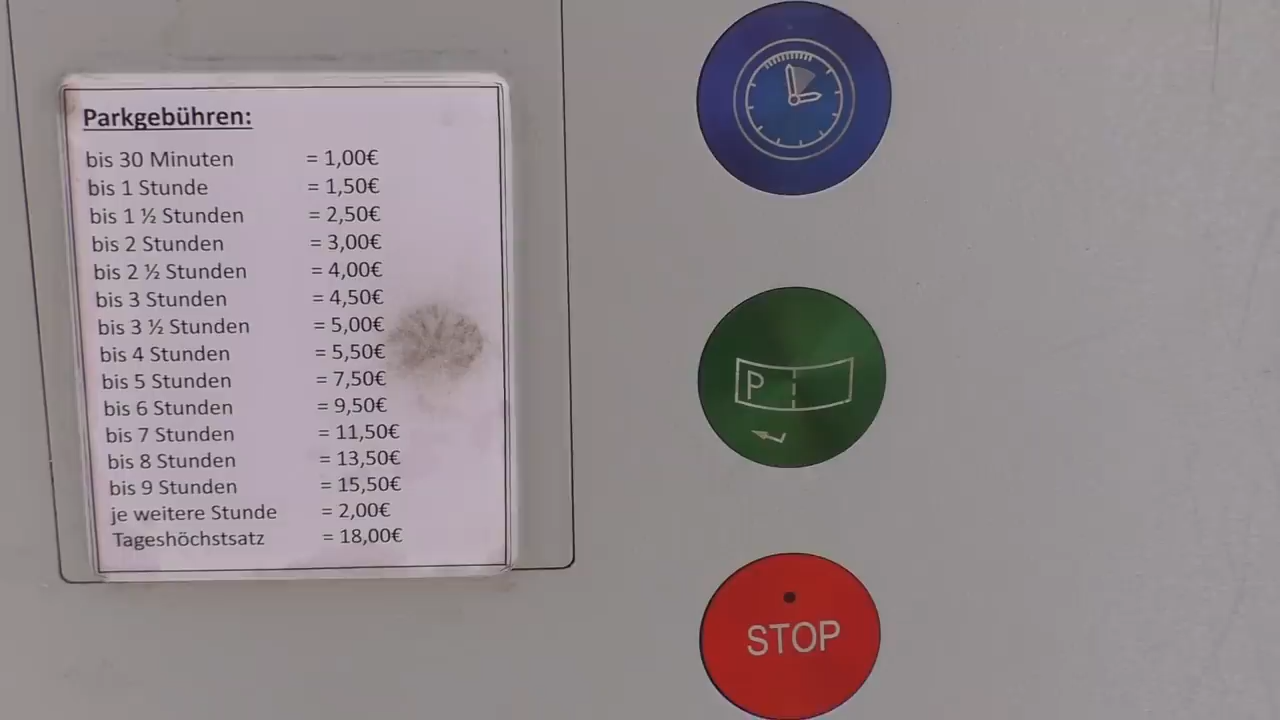 Parkgebühren:
bis 30 Minuten = 1,00€
bis 1 Stunde = 1,50€
bis 1 ½ Stunden = 2,50€
bis 2 Stunden = 3,00€
bis 2 ½ Stunden = 4,00€
bis 3 Stunden = 4,50€
bis 3 ½ Stunden = 5,00€
bis 4 Stunden = 5,50€
bis 5 Stunden = 7,50€
bis 6 Stunden = 9,50€
bis 7 Stunden = 11,50€
bis 8 Stunden = 13,50€
bis 9 Stunden = 15,50€
je weitere Stunde = 2,00€
Tageshöchstsatz = 18,00€
P
STOP